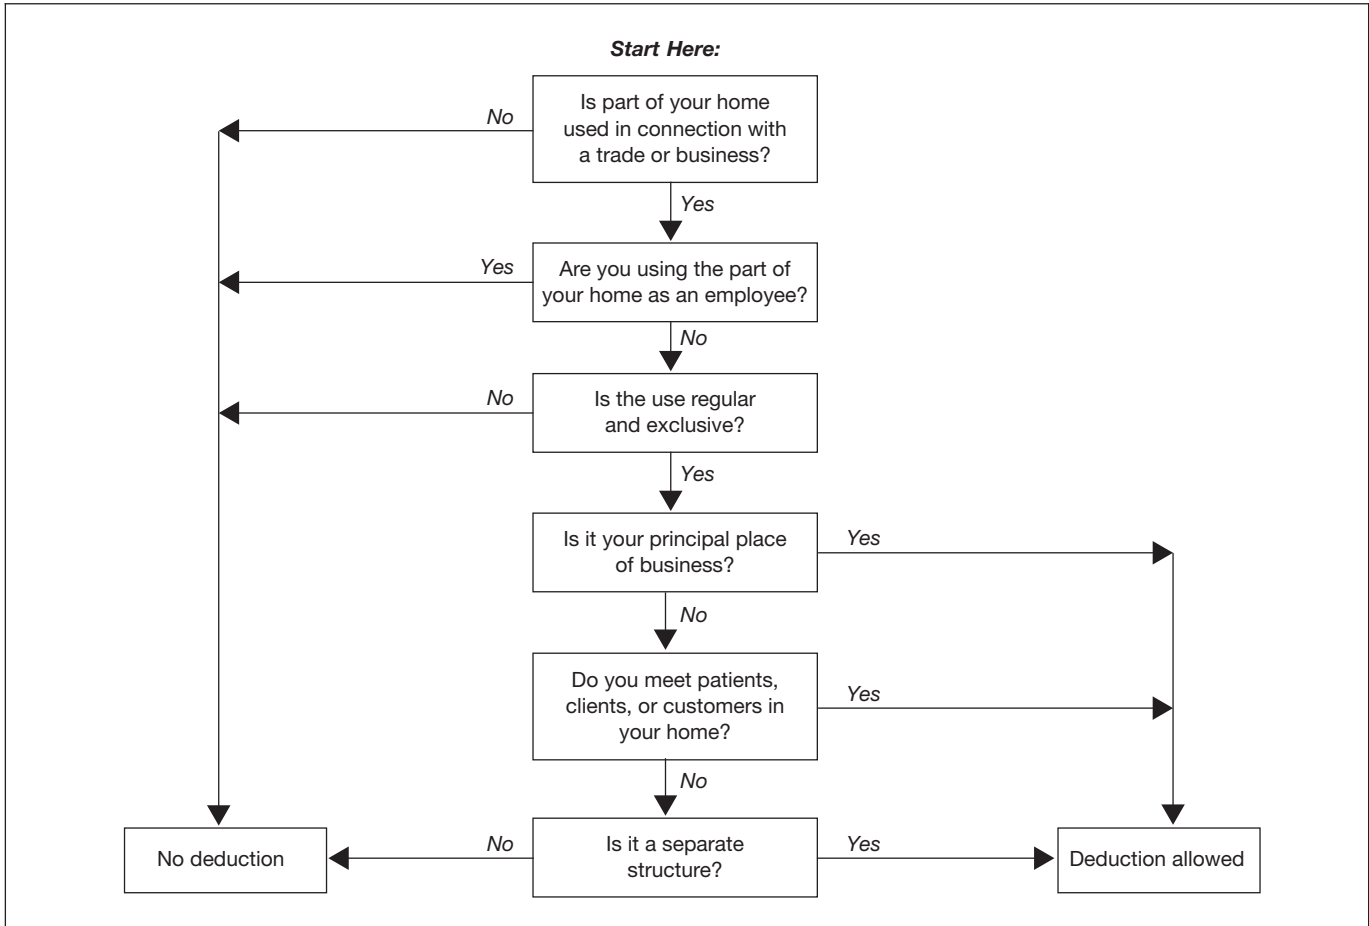 Start Here:
Is part of your home
used in connection with
a trade or business?
No
Yes
Are you using the part of
your home as an employee?
Yes
No
Is the use regular
and exclusive?
No
Yes
Is it your principal place
of business?
Yes
No
Do you meet patients,
clients, or customers in
your home?
Yes
No
Is it a separate
structure?
No
Yes
No deduction
Deduction allowed